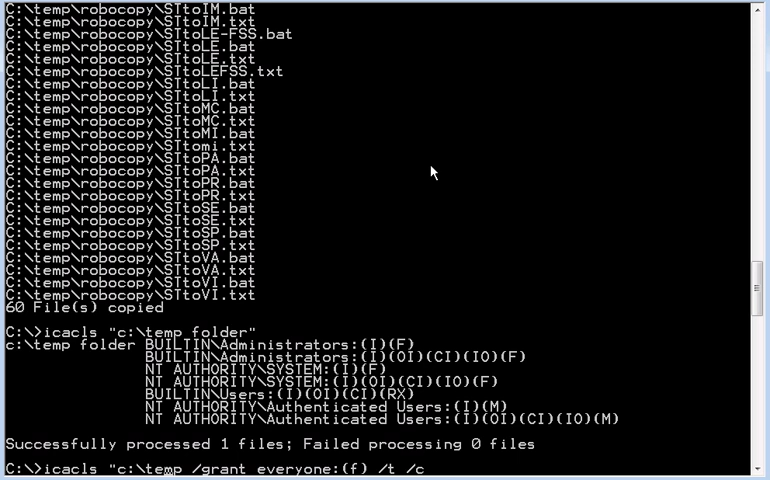 C:\temp\robocopy\STtoIM.bat
C:\temp\robocopy\STtoIM.txt
C:\temp\robocopy\STtoLE-FSS.bat
C:\temp\robocopy\STtoLE.bat
C:\temp\robocopy\STtoLE.txt
C:\temp\robocopy\STtoLEFSS.txt
C:\temp\robocopy\STtoLI.bat
C:\temp\robocopy\STtoLI.txt
C:\temp\robocopy\STtoMC.bat
C:\temp\robocopy\STtoMC.txt
C:\temp\robocopy\STtoMI.bat
C:\temp\robocopy\STtomi.txt
C:\temp\robocopy\STtoPA.bat
C:\temp\robocopy\STtoPA.txt
C:\temp\robocopy\STtoPR.bat
C:\temp\robocopy\STtoPR.txt
C:\temp\robocopy\STtoSE.bat
C:\temp\robocopy\STtoSE.txt
C:\temp\robocopy\STtoSP.bat
C:\temp\robocopy\STtoSP.txt
C:\temp\robocopy\STtoVA.bat
C:\temp\robocopy\STtoVA.txt
C:\temp\robocopy\STtoVI.bat
C:\temp\robocopy\STtoVI.txt
60 File(s) copied
C:\>icacls "c:\temp folder"
c:\temp folder BUILTIN\Administrators:(I)(F)
BUILTIN\Administrators:(I)(OI)(CI)(IO)(F)
NT AUTHORITY\SYSTEM:(I)(F)
NT AUTHORITY\SYSTEM:(I)(OI)(CI)(IO)(F)
BUILTIN\Users:(I)(OI)(CI)(RX)
NT AUTHORITY\Authenticated Users:(I)(M)
NT AUTHORITY\Authenticated Users:(I)(OI)(CI)(IO)(M)
Successfully processed 1 files; Failed processing 0 files
C:\>icacls "c:\temp /grant everyone:(f) /t /c